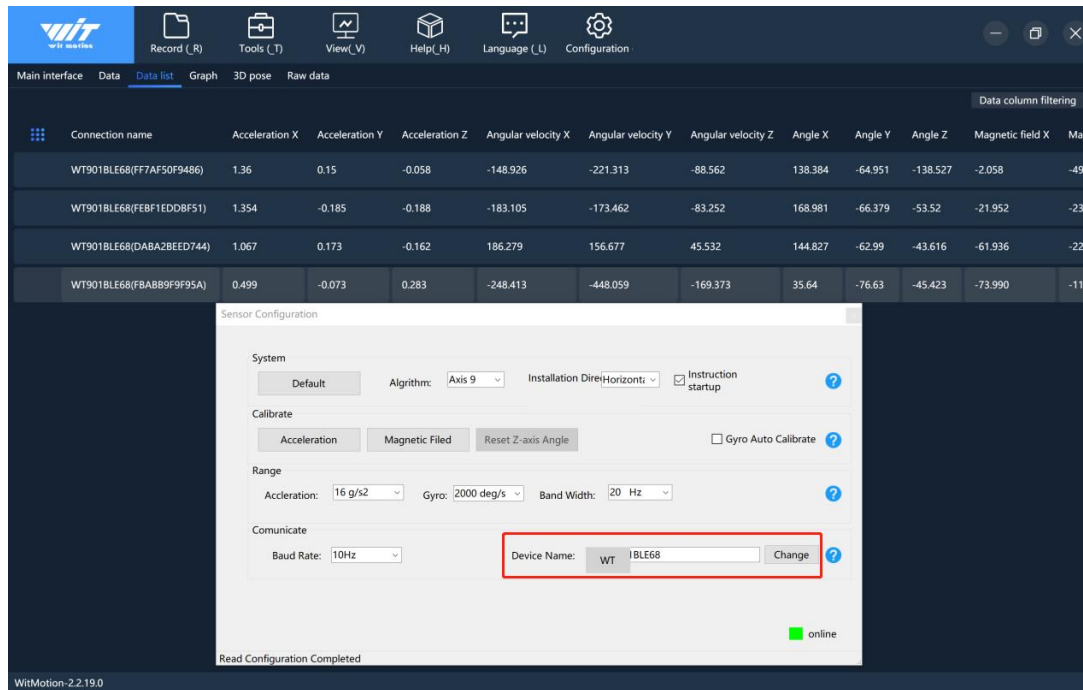 WiT
wit motion
Record (_R) Tools (_T) View(_V) Help(_H) Language (_L) Configuration
Main interface Data Data list Graph 3D pose Raw data
Data column filtering
Connection name Acceleration X Acceleration Y Acceleration Z Angular velocity X Angular velocity Y Angular velocity Z Angle X Angle Y Angle Z Magnetic field X Ma
WT901BLE68(FF7AF50F9486) 1.36 0.15 -0.058 -148.926 -221.313 -88.562 138.384 -64.951 -138.527 -2.058 -49
WT901BLE68(FEBF1EDDBF51) 1.354 -0.185 -0.188 -183.105 -173.462 -83.252 168.981 -66.379 -53.52 -21.952 -23
WT901BLE68(DABA2BEED744) 1.067 0.173 -0.162 186.279 156.677 45.532 144.827 -62.99 -43.616 -61.936 -22
WT901BLE68(FBABB9F9F95A) 0.499 -0.073 0.283 -248.413 -448.059 -169.373 35.64 -76.63 -45.423 -73.990 -11
Sensor Configuration
System
Default Algrithm: Axis 9 Installation Dire Horizont Instruction
startup
Calibrate
Acceleration Magnetic Filed Reset Z-axis Angle Gyro Auto Calibrate
Range
Accleration: 16 g/s2 Gyro: 2000 deg/s Band Width: 20 Hz
Comunicate
Baud Rate: 10Hz Device Name: WT BLE68 Change
online
Read Configuration Completed
WitMotion-2.2.19.0